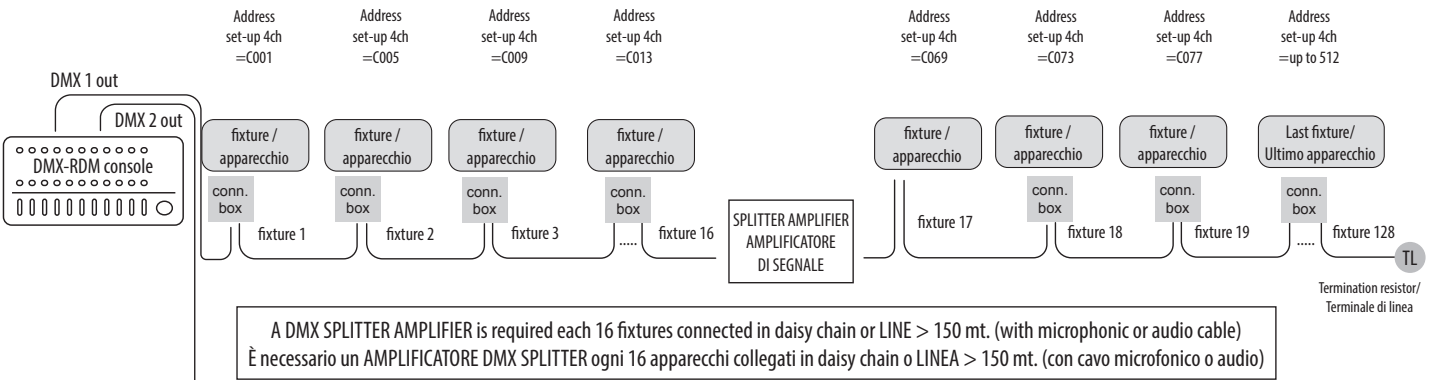 Address
set-up 4ch
=C001
Address
set-up 4ch
=C005
Address
set-up 4ch
=C009
Address
set-up 4ch
=C013
Address
set-up 4ch
=C069
Address
set-up 4ch
=C073
Address
set-up 4ch
=C077
Address
set-up 4ch
=up to 512
DMX 1 out
DMX 2 out
DMX-RDM console
fixture /
apparecchio
fixture /
apparecchio
fixture /
apparecchio
fixture /
apparecchio
fixture /
apparecchio
fixture /
apparecchio
fixture /
apparecchio
Last fixture/
Ultimo apparecchio
conn.
box
conn.
box
conn.
box
conn.
box
conn.
box
conn.
box
conn.
box
fixture 1
fixture 2
fixture 3
.....
fixture 16
SPLITTER AMPLIFIER
AMPLIFICATORE
DI SEGNALE
fixture 17
fixture 18
fixture 19
.....
fixture 128
TL
Termination resistor/
Terminale di linea
A DMX SPLITTER AMPLIFIER is required each 16 fixtures connected in daisy chain or LINE > 150 mt. (with microphonic or audio cable)
È necessario un AMPLIFICATORE DMX SPLITTER ogni 16 apparecchi collegati in daisy chain o LINEA > 150 mt. (con cavo microfonico o audio)